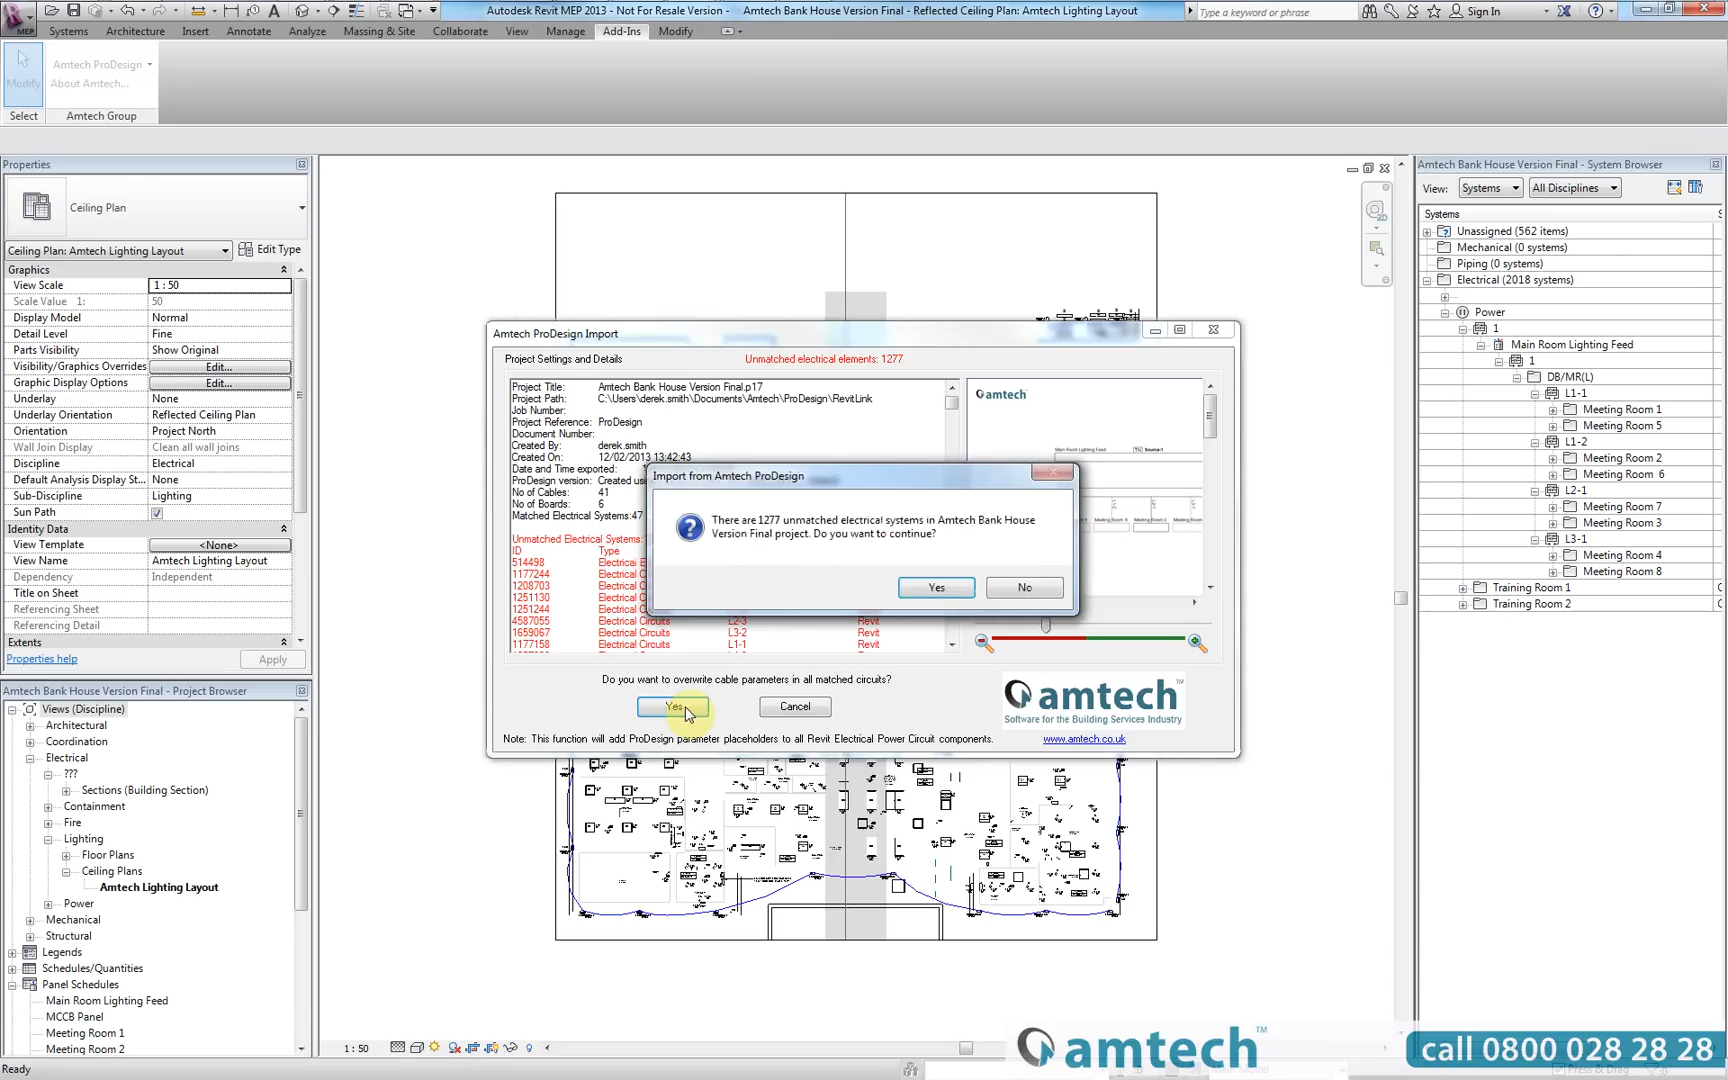 Autodesk Revit MEP 2013 - Not For Resale Version - Amtech Bank House Version Final - Reflected Ceiling Plan: Amtech Lighting Layout
Type a keyword or phrase
Sign In
MEP
Systems Architecture Insert Annotate Analyze Massing & Site Collaborate View Manage Add-Ins Modify
Modify
Amtech ProDesign
About Amtech...
Select
Amtech Group
Properties
Ceiling Plan
Ceiling Plan: Amtech Lighting Layout
Edit Type
Graphics
View Scale 1 : 50
Scale Value 1: 50
Display Model Normal
Detail Level Fine
Parts Visibility Show Original
Visibility/Graphics Overrides Edit...
Graphic Display Options Edit...
Underlay None
Underlay Orientation Reflected Ceiling Plan
Orientation Project North
Wall Join Display Clean all wall joins
Discipline Electrical
Default Analysis Display St... None
Sub-Discipline Lighting
Sun Path
Identity Data
View Template <None>
View Name Amtech Lighting Layout
Dependency Independent
Title on Sheet
Referencing Sheet
Referencing Detail
Extents
Properties help
Apply
Amtech Bank House Version Final - Project Browser
Views (Discipline)
Architectural
Coordination
Electrical
???
Sections (Building Section)
Containment
Fire
Lighting
Floor Plans
Ceiling Plans
Amtech Lighting Layout
Power
Mechanical
Structural
Legends
Schedules/Quantities
Panel Schedules
Main Room Lighting Feed
MCCB Panel
Meeting Room 1
Meeting Room 2
Ready
Amtech ProDesign Import
Project Settings and Details
Unmatched electrical elements: 1277
Project Title: Amtech Bank House Version Final.p17
Project Path: C:\Users\derek.smith\Documents\Amtech\ProDesign\RevitLink
Job Number:
Project Reference: ProDesign
Document Number:
Created By: derek.smith
Created On: 12/02/2013 13:42:43
Date and Time exported:
ProDesign version: Created usi
No of Cables: 41
No of Boards: 6
Matched Electrical Systems: 47
Unmatched Electrical Systems:
ID Type
514498 Electrical E
1177244 Electrical C
1208703 Electrical C
1251130 Electrical C
1251244 Electrical C
4587055 Electrical Circuits L2-3 Revit
1659067 Electrical Circuits L3-2 Revit
1177158 Electrical Circuits L1-1 Revit
amtech
Main Room Lighting Feed
Source-1
Import from Amtech ProDesign
There are 1277 unmatched electrical systems in Amtech Bank House
Version Final project. Do you want to continue?
Yes
No
Do you want to overwrite cable parameters in all matched circuits?
Yes
Cancel
amtech™
Software for the Building Services Industry
Note: This function will add ProDesign parameter placeholders to all Revit Electrical Power Circuit components.
www.amtech.co.uk
1 : 50
Amtech Bank House Version Final - System Browser
View: Systems All Disciplines
Systems
Unassigned (562 items)
Mechanical (0 systems)
Piping (0 systems)
Electrical (2018 systems)
Power
1
Main Room Lighting Feed
1
DB/MR(L)
L1-1
Meeting Room 1
Meeting Room 5
L1-2
Meeting Room 2
Meeting Room 6
L2-1
Meeting Room 7
Meeting Room 3
L3-1
Meeting Room 4
Meeting Room 8
Training Room 1
Training Room 2
amtech™
call 0800 028 28 28